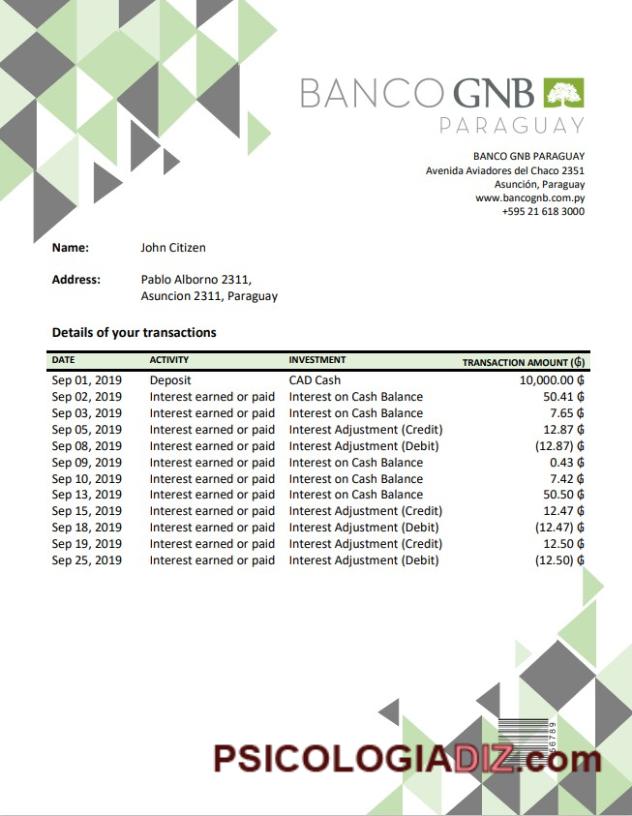 BANCO GNB
PARAGUAY
BANCO GNB PARAGUAY
Avenida Aviadores del Chaco 2351
Asunción, Paraguay
www.bancognb.com.py
+595 21 618 3000
Name: John Citizen
Address: Pablo Alborno 2311,
Asuncion 2311, Paraguay
Details of your transactions
DATE ACTIVITY INVESTMENT TRANSACTION AMOUNT (₲)
Sep 01, 2019 Deposit CAD Cash 10,000.00 ₲
Sep 02, 2019 Interest earned or paid Interest on Cash Balance 50.41 ₲
Sep 03, 2019 Interest earned or paid Interest on Cash Balance 7.65 ₲
Sep 05, 2019 Interest earned or paid Interest Adjustment (Credit) 12.87 ₲
Sep 08, 2019 Interest earned or paid Interest Adjustment (Debit) (12.87) ₲
Sep 09, 2019 Interest earned or paid Interest on Cash Balance 0.43 ₲
Sep 10, 2019 Interest earned or paid Interest on Cash Balance 7.42 ₲
Sep 13, 2019 Interest earned or paid Interest on Cash Balance 50.50 ₲
Sep 15, 2019 Interest earned or paid Interest Adjustment (Credit) 12.47 ₲
Sep 18, 2019 Interest earned or paid Interest Adjustment (Debit) (12.47) ₲
Sep 19, 2019 Interest earned or paid Interest Adjustment (Credit) 12.50 ₲
Sep 25, 2019 Interest earned or paid Interest Adjustment (Debit) (12.50) ₲
PSICOLOGIADIZ.com